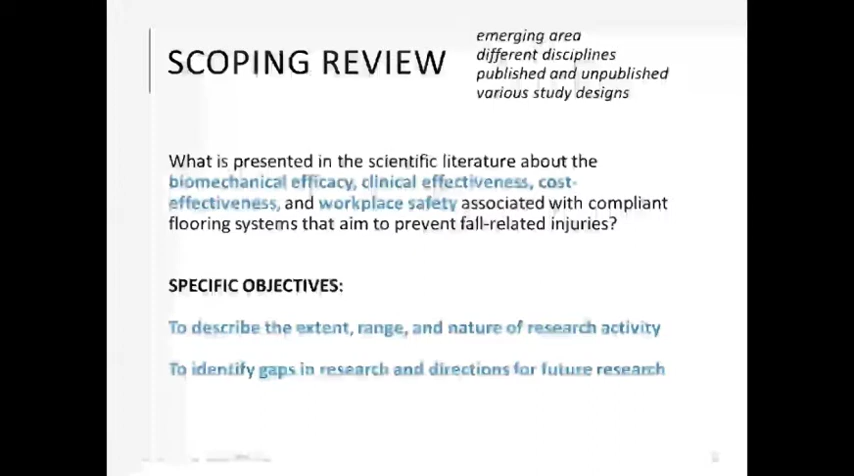 SCOPING REVIEW
emerging area
different disciplines
published and unpublished
various study designs
What is presented in the scientific literature about the
biomechanical efficacy, clinical effectiveness, cost-
effectiveness, and workplace safety associated with compliant
flooring systems that aim to prevent fall-related injuries?
SPECIFIC OBJECTIVES:
To describe the extent, range, and nature of research activity
To identify gaps in research and directions for future research